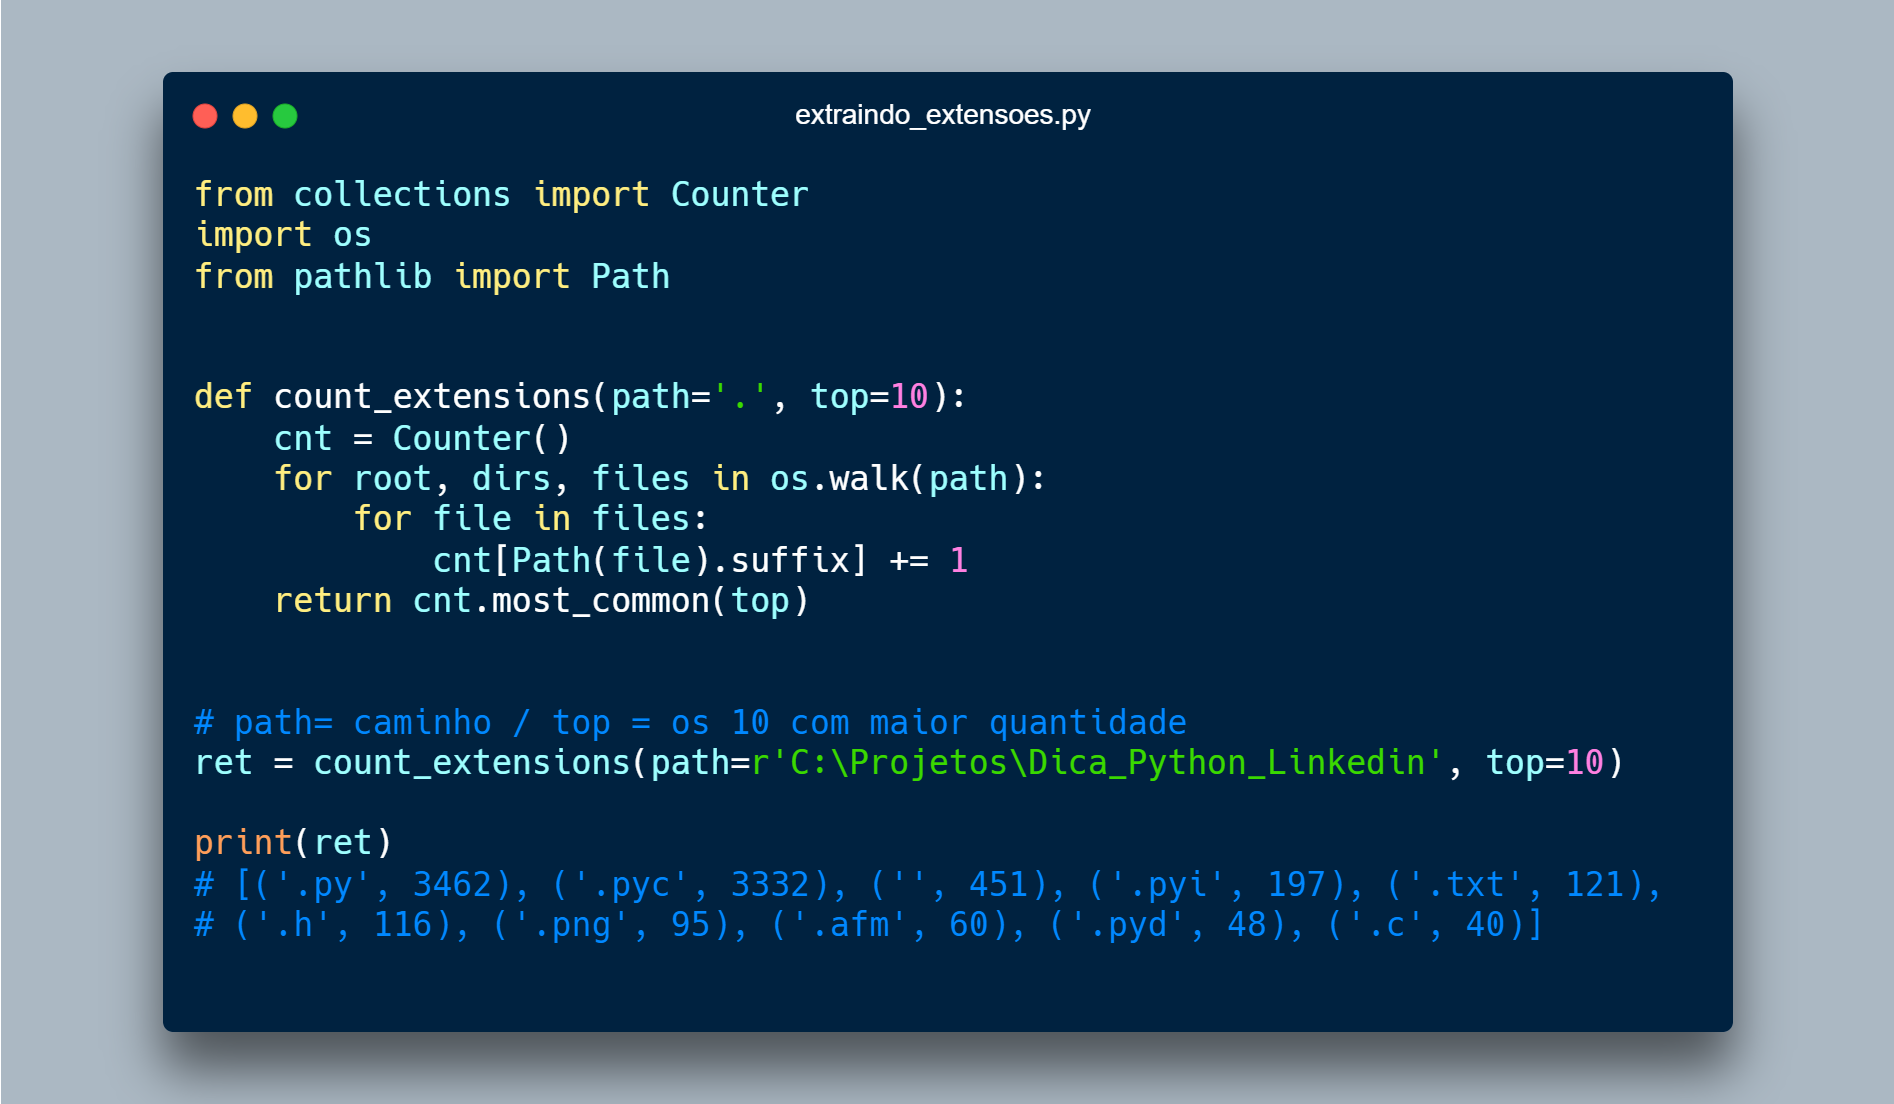 extraindo_extensoes.py
from collections import Counter
import os
from pathlib import Path
def count_extensions(path='.', top=10):
    cnt = Counter()
    for root, dirs, files in os.walk(path):
        for file in files:
            cnt[Path(file).suffix] += 1
    return cnt.most_common(top)
# path= caminho / top = os 10 com maior quantidade
ret = count_extensions(path=r'C:\Projetos\Dica_Python_Linkedin', top=10)
print(ret)
# [('.py', 3462), ('.pyc', 3332), ('', 451), ('.pyi', 197), ('.txt', 121),
# ('.h', 116), ('.png', 95), ('.afm', 60), ('.pyd', 48), ('.c', 40)]